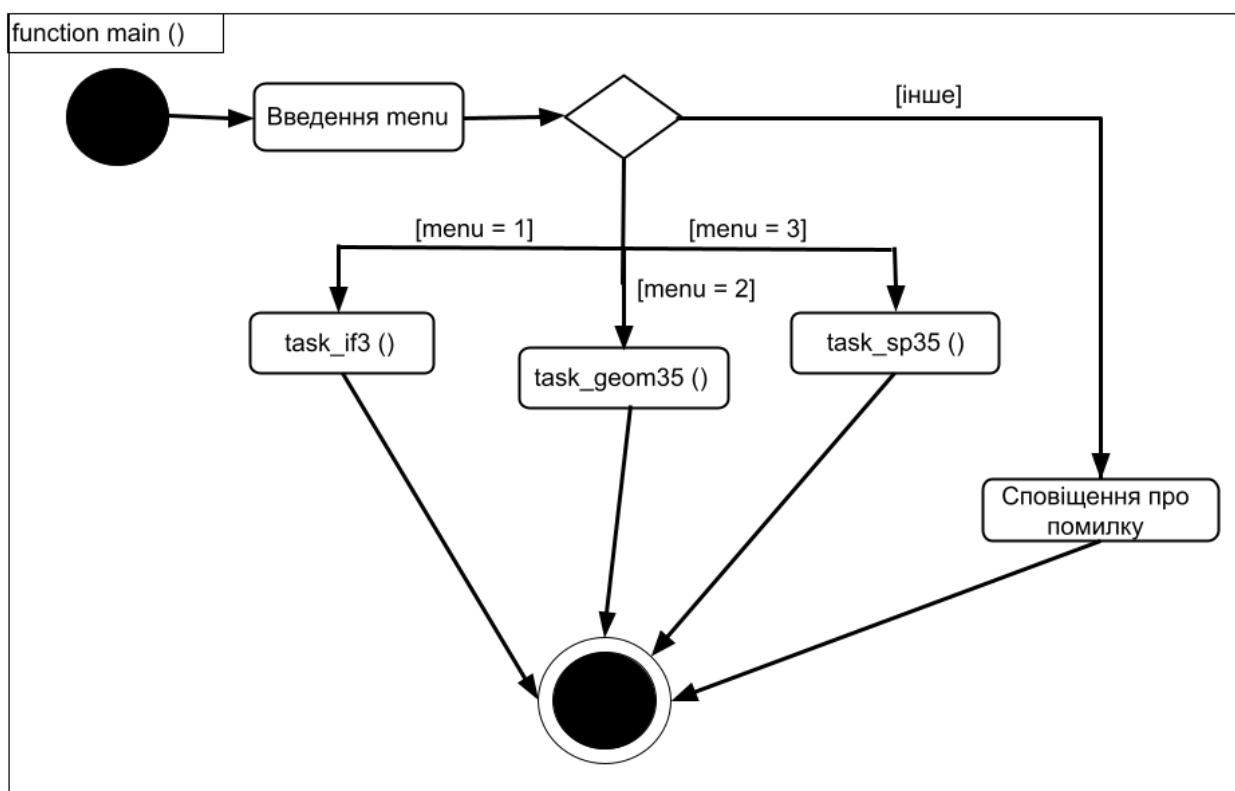 function main ()
Введення menu
[інше]
[menu = 1]
[menu = 3]
[menu = 2]
task_if3 ()
task_geom35 ()
task_sp35 ()
Сповіщення про
помилку